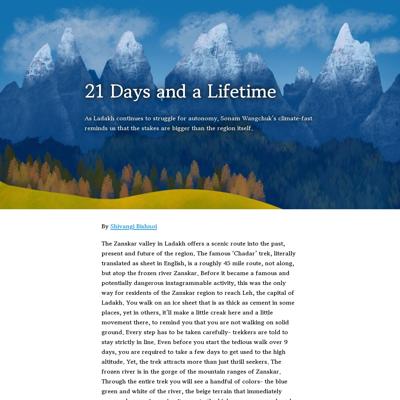 21 Days and a Lifetime
As Ladakh continues to struggle for autonomy, Sonam Wangchuk's climate-fast
reminds us that the stakes are bigger than the region itself.
By Shivangi Bishnoi
The Zanskar valley in Ladakh offers a scenic route into the past,
present and future of the region. The famous 'Chadar' trek, literally
translated as sheet in English, is a roughly 45 mile route, not along,
but atop the frozen river Zanskar. Before it became a famous and
potentially dangerous instagrammable activity, this was the only
way for residents of the Zanskar region to reach Leh, the capital of
Ladakh. You walk on an ice sheet that is as thick as cement in some
places, yet in others, it'll make a little creak here and a little
movement there, to remind you that you are not walking on solid
ground. Every step has to be taken carefully- trekkers are told to
stay strictly in line. Even before you start the tedious walk over 9
days, you are required to take a few days to get used to the high
altitude. Yet, the trek attracts more than just thrill seekers. The
frozen river is in the gorge of the mountain ranges of Zanskar.
Through the entire trek you will see a handful of colors- the blue
green and white of the river, the beige terrain that immediately